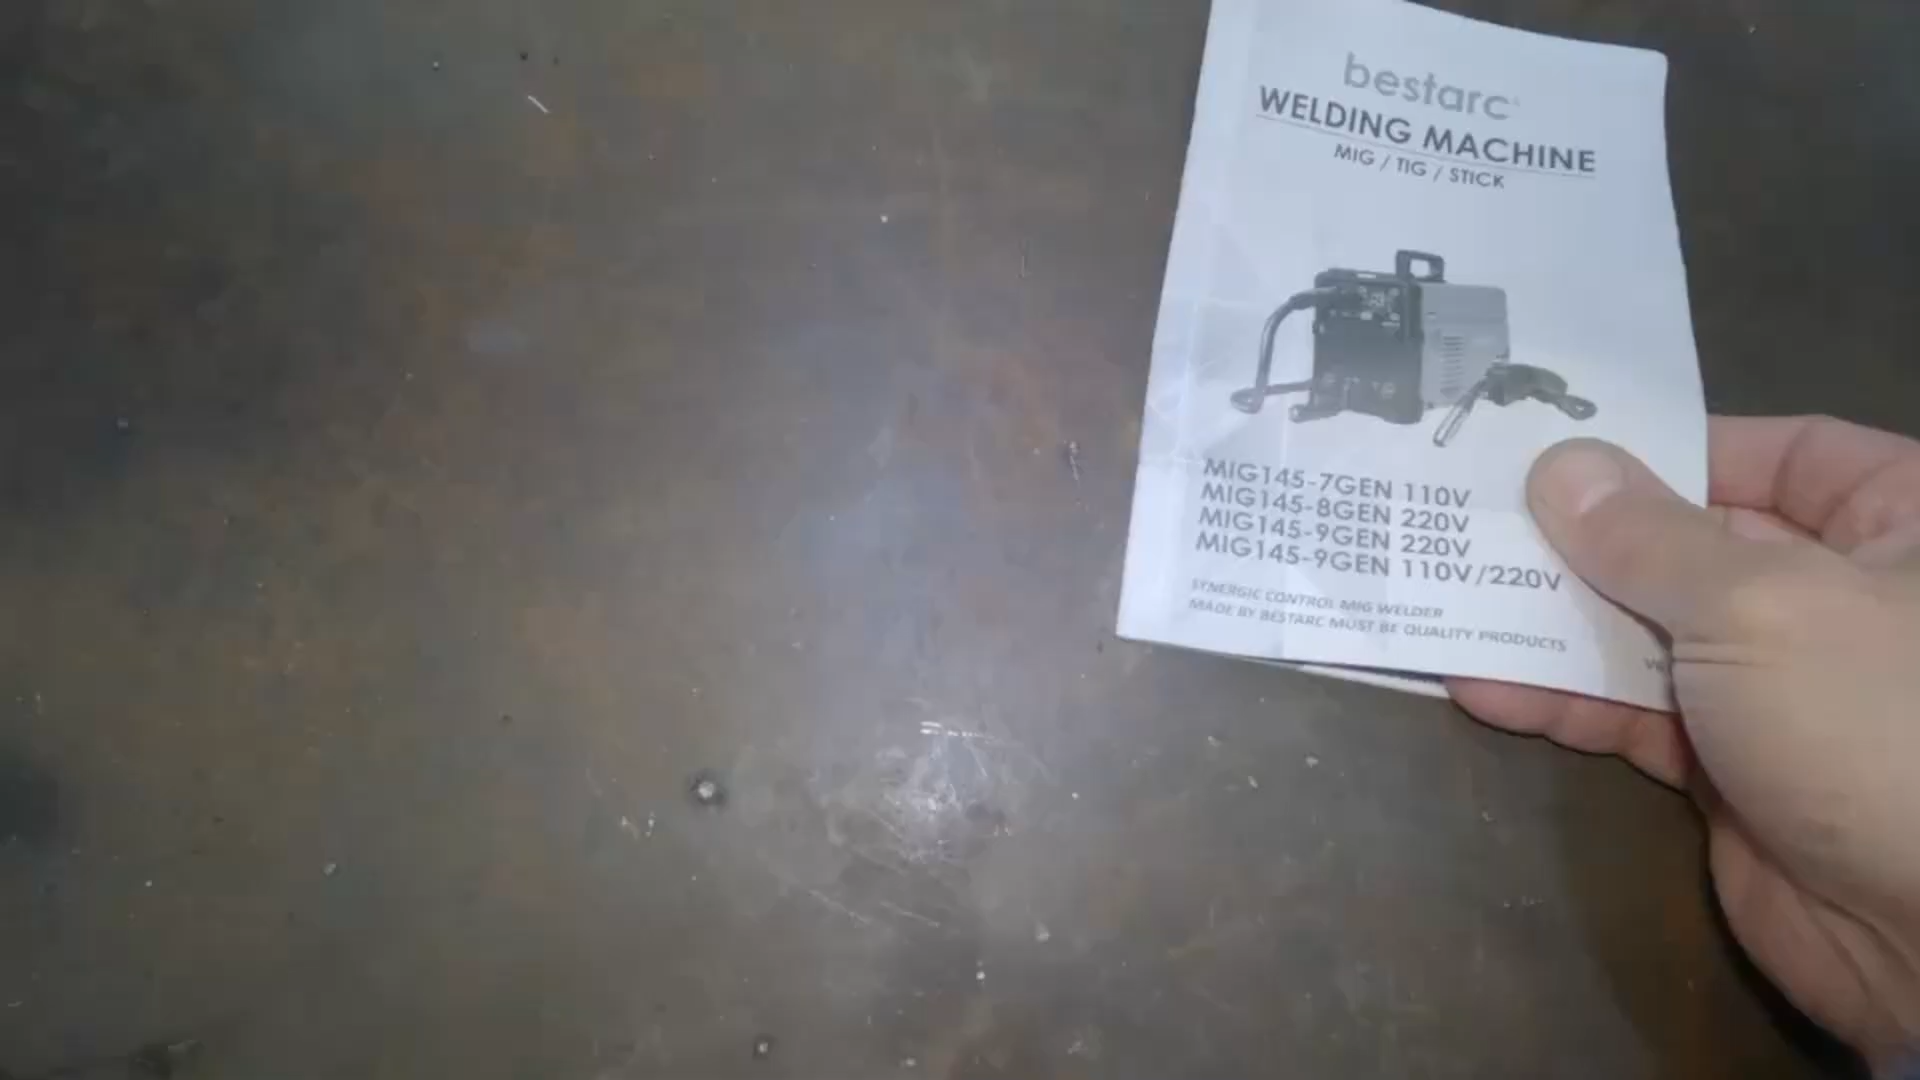 bestarc
WELDING MACHINE
MIG / TIG / STICK
MIG145-7GEN 110V
MIG145-8GEN 220V
MIG145-9GEN 220V
MIG145-9GEN 110V/220V
SYNERGIC CONTROL MIG WELDER
MADE BY BESTARC MUST BE QUALITY PRODUCTS